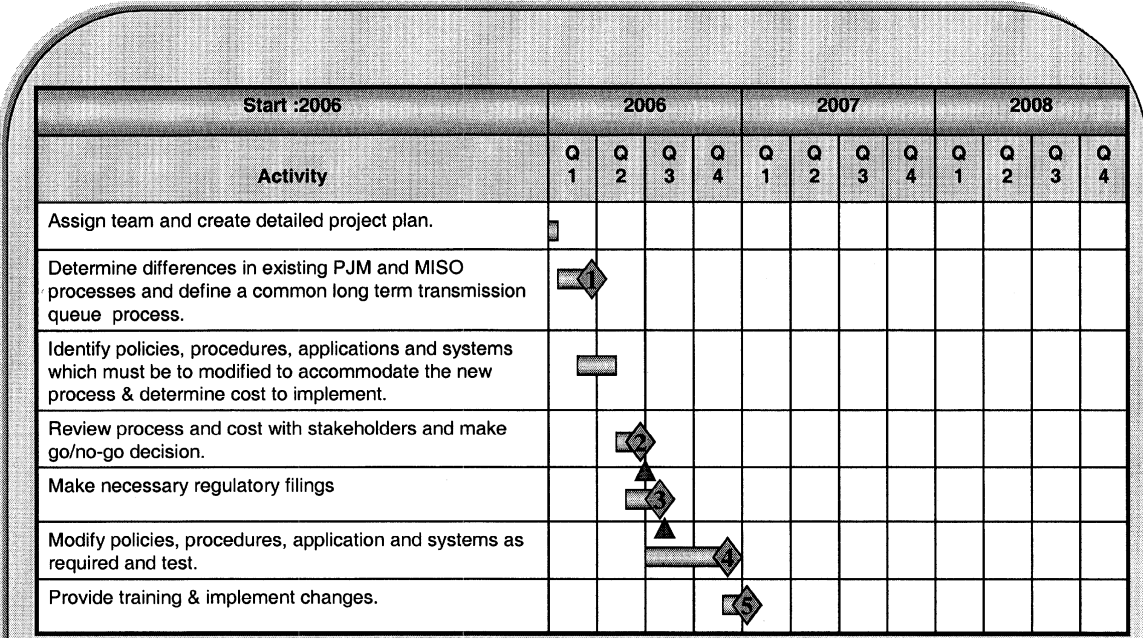 Start :2006 2006 2007 2008
Activity Q 1 Q 2 Q 3 Q 4 Q 1 Q 2 Q 3 Q 4 Q 1 Q 2 Q 3 Q 4
Assign team and create detailed project plan.
Determine differences in existing PJM and MISO
processes and define a common long term transmission
queue process.
1
Identify policies, procedures, applications and systems
which must be to modified to accommodate the new
process & determine cost to implement.
Review process and cost with stakeholders and make
go/no-go decision.
2
Make necessary regulatory filings
3
Modify policies, procedures, application and systems as
required and test.
4
Provide training & implement changes.
5